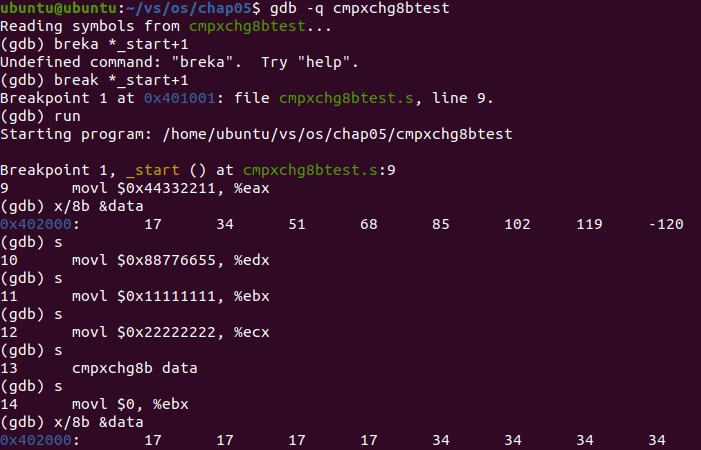 ubuntu@ubuntu:~/vs/os/chap05$ gdb -q cmpxchg8btest
Reading symbols from cmpxchg8btest...
(gdb) breka *_start+1
Undefined command: "breka".  Try "help".
(gdb) break *_start+1
Breakpoint 1 at 0x401001: file cmpxchg8btest.s, line 9.
(gdb) run
Starting program: /home/ubuntu/vs/os/chap05/cmpxchg8btest

Breakpoint 1, _start () at cmpxchg8btest.s:9
9	movl $0x44332211, %eax
(gdb) x/8b &data
0x402000:	17	34	51	68	85	102	119	-120
(gdb) s
10	movl $0x88776655, %edx
(gdb) s
11	movl $0x11111111, %ebx
(gdb) s
12	movl $0x22222222, %ecx
(gdb) s
13	cmpxchg8b data
(gdb) s
14	movl $0, %ebx
(gdb) x/8b &data
0x402000:	17	17	17	17	34	34	34	34